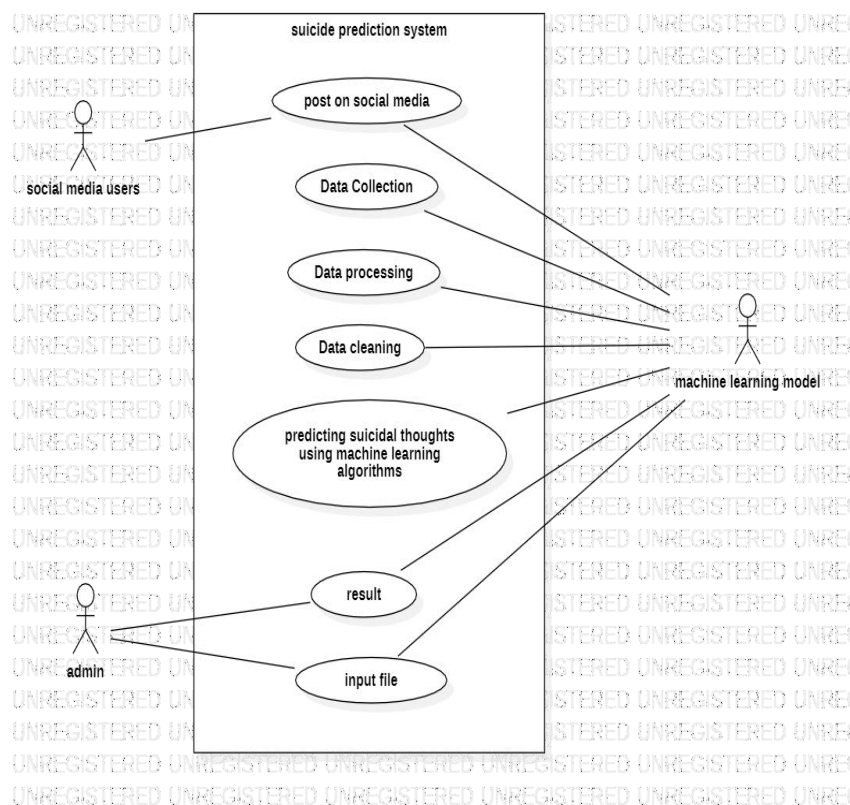 suicide prediction system
post on social media
social media users
Data Collection
Data processing
Data cleaning
machine learning model
predicting suicidal thoughts
using machine learning
algorithms
result
admin
input file
UNREGISTERED